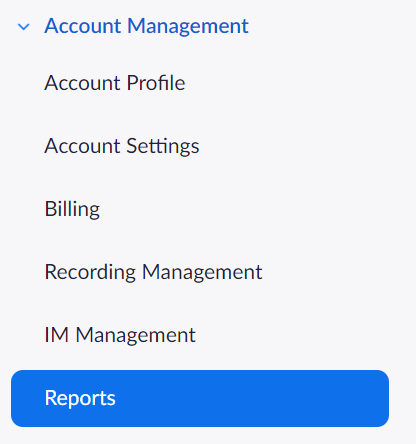 Account Management
Account Profile
Account Settings
Billing
Recording Management
IM Management
Reports